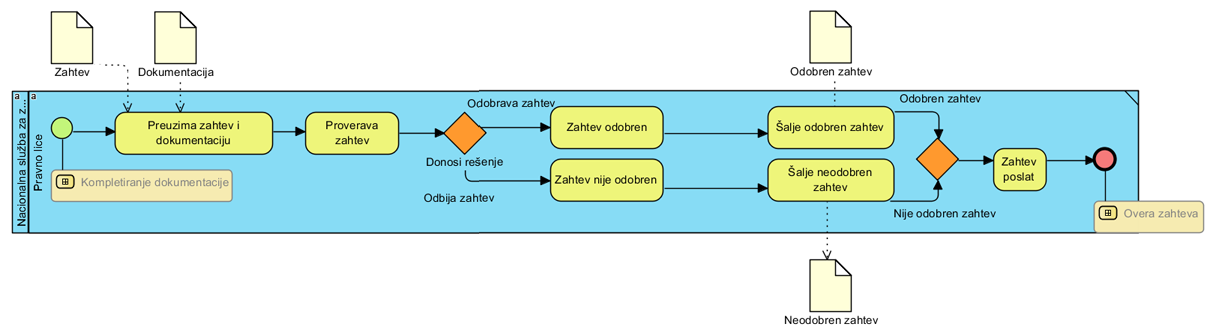 Zahtev
Dokumentacija
Odobren zahtev
a
a
Nacionalna služba za z...
Pravno lice
Preuzima zahtev i
dokumentaciju
Proverava
zahtev
Odobrava zahtev
Donosi rešenje
Odbija zahtev
Zahtev odobren
Zahtev nije odobren
Šalje odobren zahtev
Šalje neodobren
zahtev
Odobren zahtev
Nije odobren zahtev
Zahtev
poslat
Kompletiranje dokumentacije
Overa zahteva
Neodobren zahtev